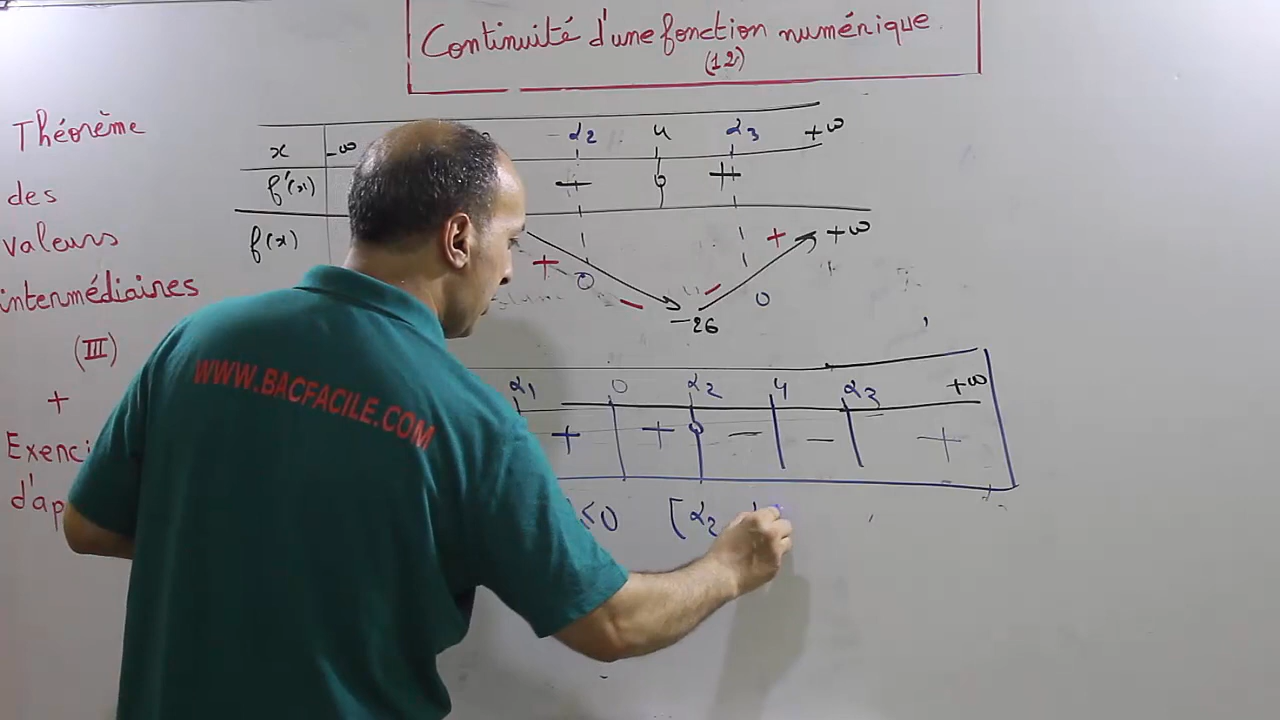 Continuité d'une fonction numérique.
(12)
Théorème
des
valeurs
intermédiaires
(III)
+
d'ap
x -∞ α2 4 α3 +∞
f'(x) - 0 +
f(x) + 0 - -26 - 0 + +∞
α1 0 α2 4 α3 +∞
+ + 0 - - +
<0 [α2
WWW.BACFACILE.COM